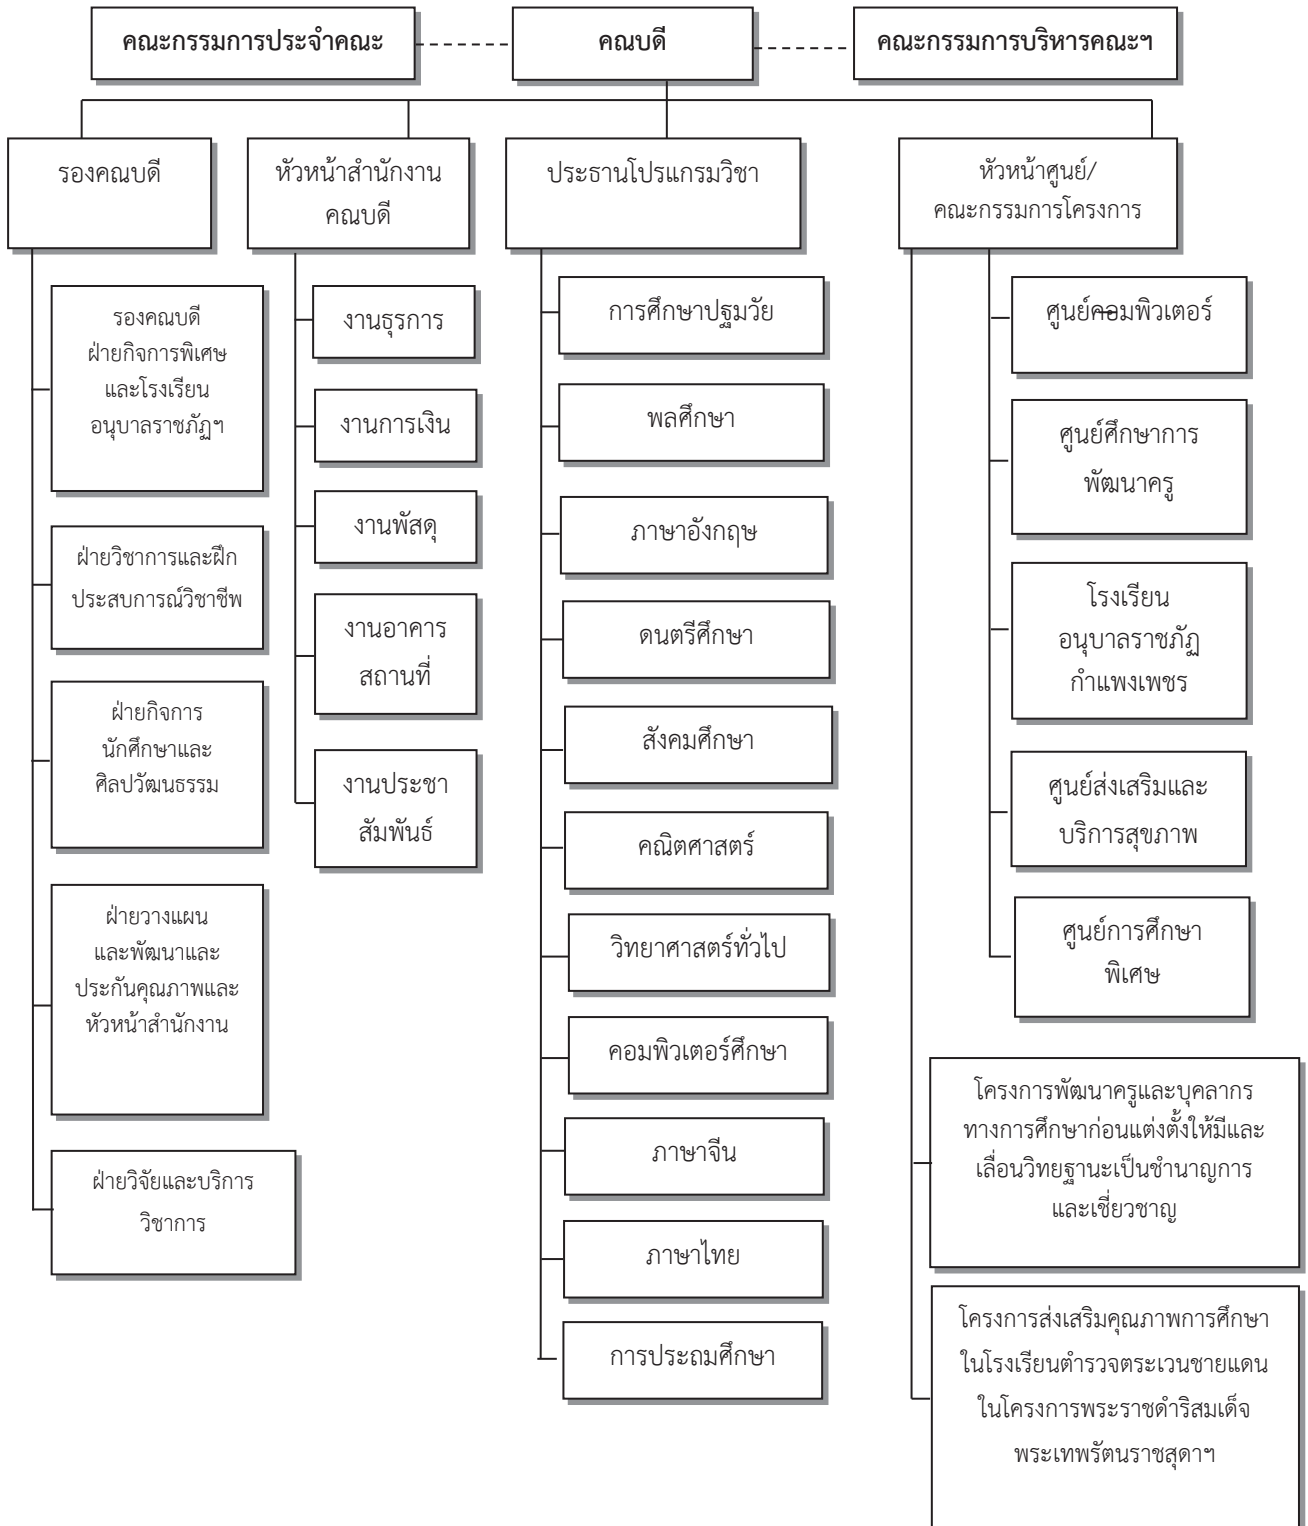 คณะกรรมการประจำคณะ
คณบดี
คณะกรรมการบริหารคณะฯ
รองคณบดี
หัวหน้าสำนักงาน
คณบดี
ประธานโปรแกรมวิชา
หัวหน้าศูนย์/
คณะกรรมการโครงการ
รองคณบดี
ฝ่ายกิจการพิเศษ
และโรงเรียน
อนุบาลราชภัฏฯ
ฝ่ายวิชาการและฝึก
ประสบการณ์วิชาชีพ
ฝ่ายกิจการ
นักศึกษาและ
ศิลปวัฒนธรรม
ฝ่ายวางแผน
และพัฒนาและ
ประกันคุณภาพและ
หัวหน้าสำนักงาน
ฝ่ายวิจัยและบริการ
วิชาการ
งานธุรการ
งานการเงิน
งานพัสดุ
งานอาคาร
สถานที่
งานประชา
สัมพันธ์
การศึกษาปฐมวัย
พลศึกษา
ภาษาอังกฤษ
ดนตรีศึกษา
สังคมศึกษา
คณิตศาสตร์
วิทยาศาสตร์ทั่วไป
คอมพิวเตอร์ศึกษา
ภาษาจีน
ภาษาไทย
การประถมศึกษา
ศูนย์คอมพิวเตอร์
ศูนย์ศึกษาการ
พัฒนาครู
โรงเรียน
อนุบาลราชภัฏ
กำแพงเพชร
ศูนย์ส่งเสริมและ
บริการสุขภาพ
ศูนย์การศึกษา
พิเศษ
โครงการพัฒนาครูและบุคลากร
ทางการศึกษาก่อนแต่งตั้งให้มีและ
เลื่อนวิทยฐานะเป็นชำนาญการ
และเชี่ยวชาญ
โครงการส่งเสริมคุณภาพการศึกษา
ในโรงเรียนตำรวจตระเวนชายแดน
ในโครงการพระราชดำริสมเด็จ
พระเทพรัตนราชสุดาฯ